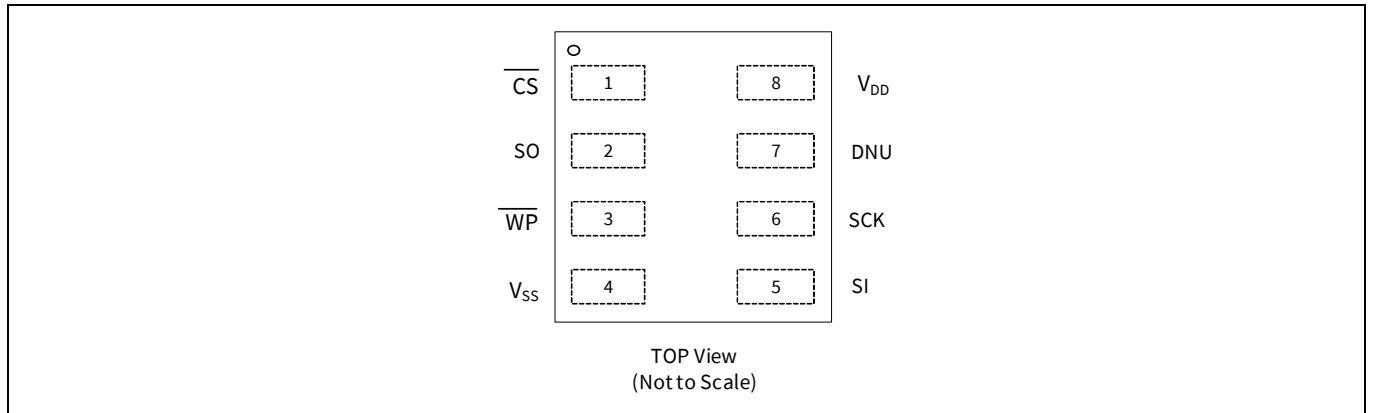 CS 1 8 VDD
SO 2 7 DNU
WP 3 6 SCK
VSS 4 5 SI
TOP View
(Not to Scale)